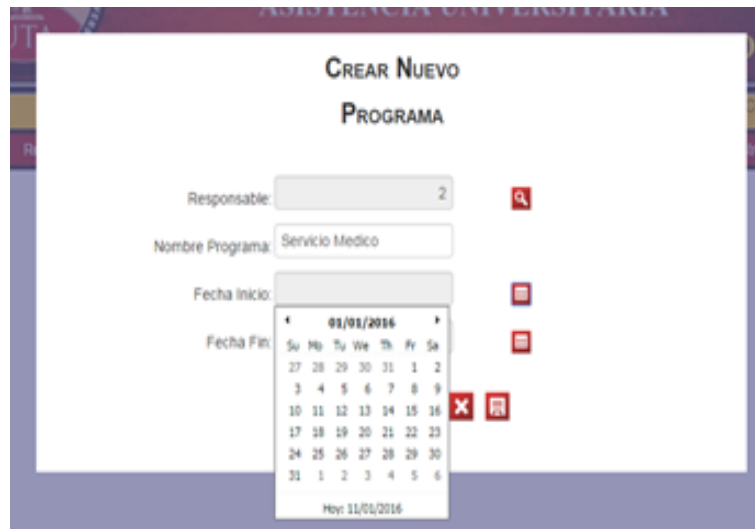 UTA
ASISTENCIA UNIVERSITARIA
CREAR NUEVO
PROGRAMA
Responsable: 2
Nombre Programa: Servicio Medico
Fecha Inicio:
Fecha Fin:
01/01/2016
Su Mo Tu We Th Fr Sa
27 28 29 30 31 1 2
3 4 5 6 7 8 9
10 11 12 13 14 15 16
17 18 19 20 21 22 23
24 25 26 27 28 29 30
31 1 2 3 4 5 6
Hoy: 11/01/2016